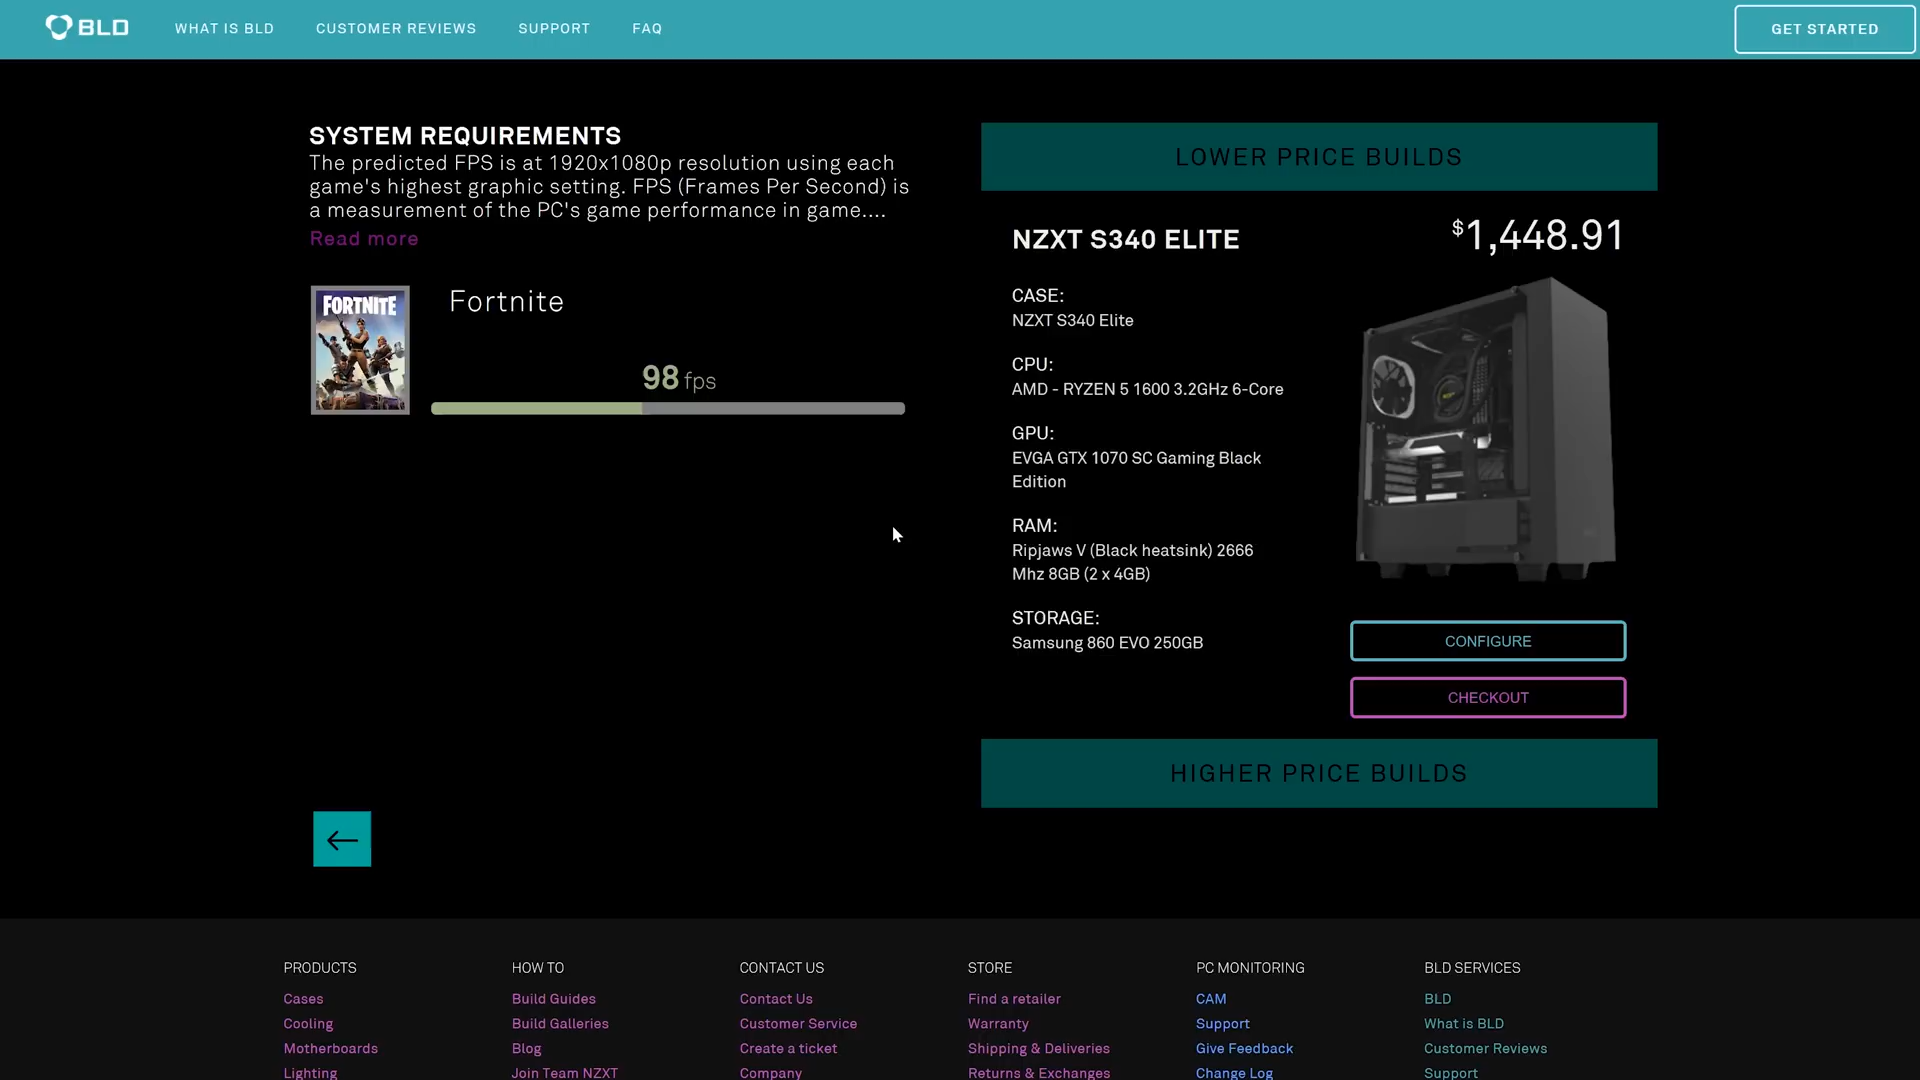 BLD
WHAT IS BLD
CUSTOMER REVIEWS
SUPPORT
FAQ
GET STARTED
SYSTEM REQUIREMENTS
The predicted FPS is at 1920x1080p resolution using each
game's highest graphic setting. FPS (Frames Per Second) is
a measurement of the PC's game performance in game....
Read more
FORTNITE
Fortnite
98 fps
LOWER PRICE BUILDS
NZXT S340 ELITE
$1,448.91
CASE:
NZXT S340 Elite
CPU:
AMD - RYZEN 5 1600 3.2GHz 6-Core
GPU:
EVGA GTX 1070 SC Gaming Black
Edition
RAM:
Ripjaws V (Black heatsink) 2666
Mhz 8GB (2 x 4GB)
STORAGE:
Samsung 860 EVO 250GB
CONFIGURE
CHECKOUT
HIGHER PRICE BUILDS
PRODUCTS
Cases
Cooling
Motherboards
Lighting
HOW TO
Build Guides
Build Galleries
Blog
Join Team NZXT
CONTACT US
Contact Us
Customer Service
Create a ticket
Company
STORE
Find a retailer
Warranty
Shipping & Deliveries
Returns & Exchanges
PC MONITORING
CAM
Support
Give Feedback
Change Log
BLD SERVICES
BLD
What is BLD
Customer Reviews
Support